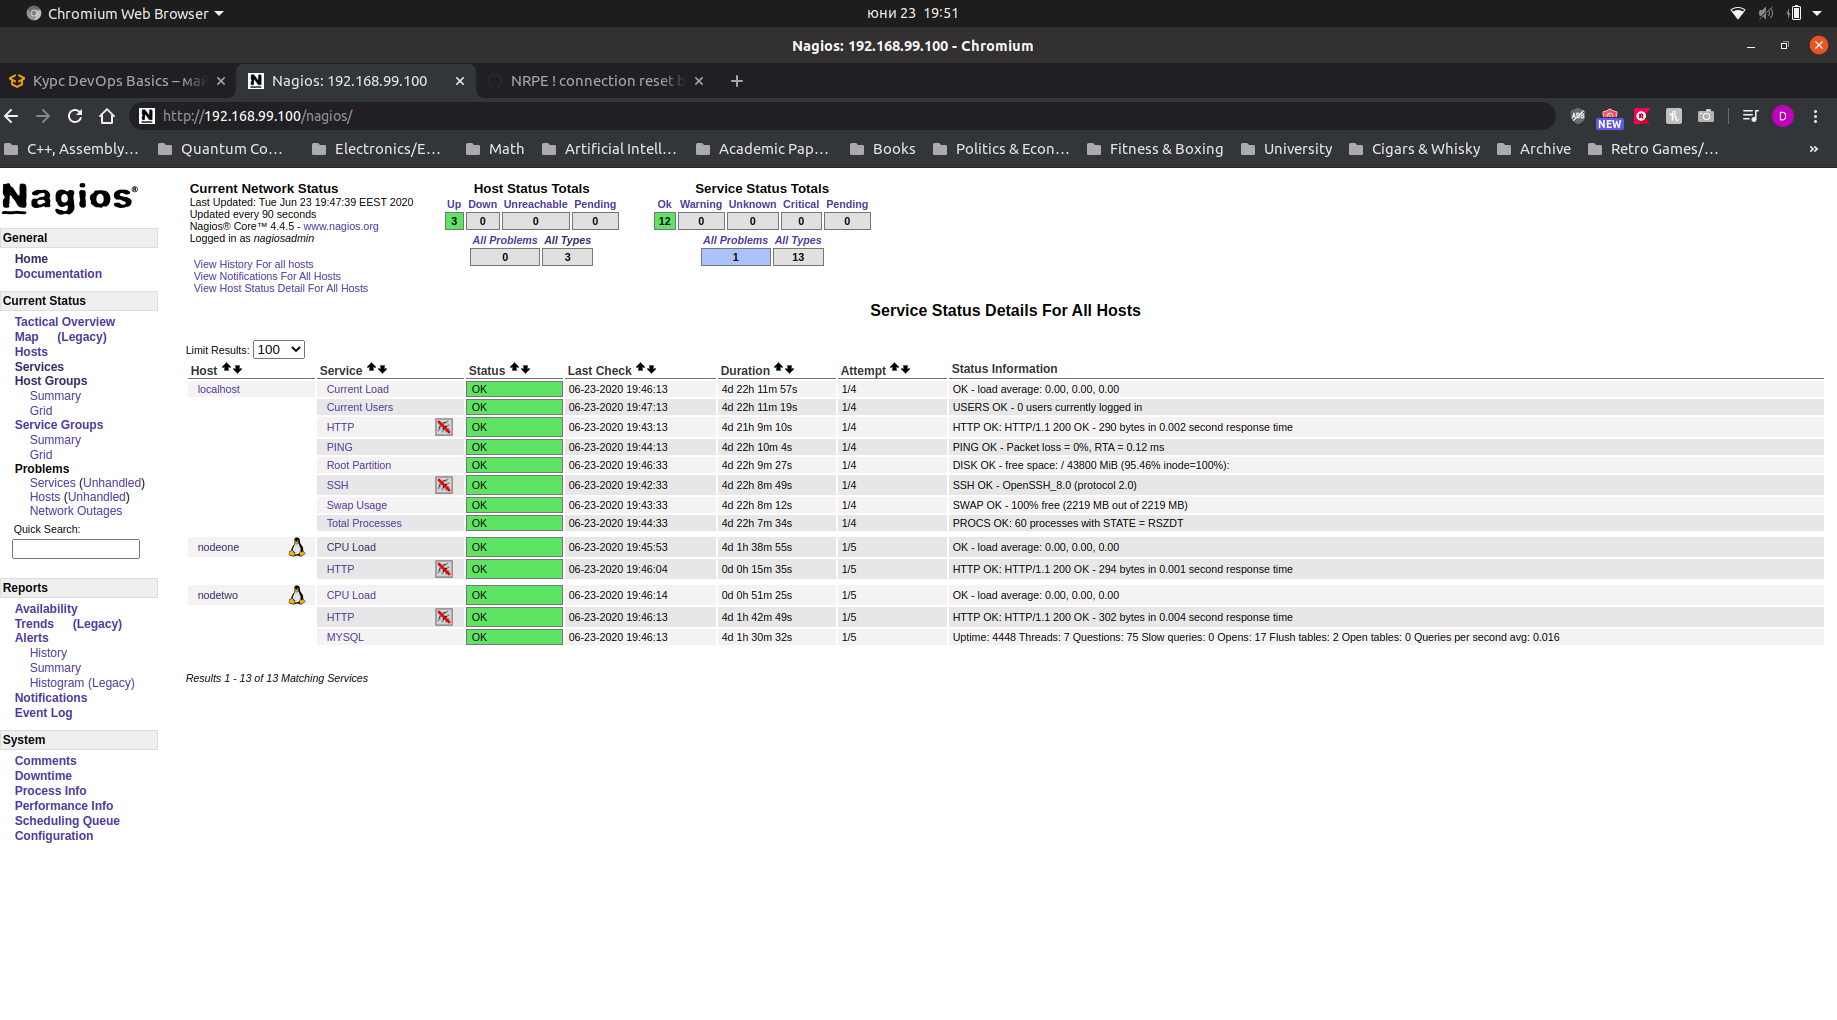 Chromium Web Browser
юни 23 19:51
Nagios: 192.168.99.100 - Chromium
Курс DevOps Basics – май
Nagios: 192.168.99.100
NRPE ! connection reset b
http://192.168.99.100/nagios/
NEW
D
C++, Assembly…
Quantum Co…
Electronics/E…
Math
Artificial Intell…
Academic Pap…
Books
Politics & Econ…
Fitness & Boxing
University
Cigars & Whisky
Archive
Retro Games/…
»
Nagios®
General
Home
Documentation
Current Status
Tactical Overview
Map (Legacy)
Hosts
Services
Host Groups
Summary
Grid
Service Groups
Summary
Grid
Problems
Services (Unhandled)
Hosts (Unhandled)
Network Outages
Quick Search:
Reports
Availability
Trends (Legacy)
Alerts
History
Summary
Histogram (Legacy)
Notifications
Event Log
System
Comments
Downtime
Process Info
Performance Info
Scheduling Queue
Configuration
Current Network Status
Last Updated: Tue Jun 23 19:47:39 EEST 2020
Updated every 90 seconds
Nagios® Core™ 4.4.5 - www.nagios.org
Logged in as nagiosadmin
View History For all hosts
View Notifications For All Hosts
View Host Status Detail For All Hosts
Host Status Totals
Up Down Unreachable Pending
3 0 0 0
All Problems All Types
0 3
Service Status Totals
Ok Warning Unknown Critical Pending
12 0 0 0 0
All Problems All Types
1 13
Service Status Details For All Hosts
Limit Results: 100
Host Service Status Last Check Duration Attempt Status Information
localhost Current Load OK 06-23-2020 19:46:13 4d 22h 11m 57s 1/4 OK - load average: 0.00, 0.00, 0.00
Current Users OK 06-23-2020 19:47:13 4d 22h 11m 19s 1/4 USERS OK - 0 users currently logged in
HTTP OK 06-23-2020 19:43:13 4d 21h 9m 10s 1/4 HTTP OK: HTTP/1.1 200 OK - 290 bytes in 0.002 second response time
PING OK 06-23-2020 19:44:13 4d 22h 10m 4s 1/4 PING OK - Packet loss = 0%, RTA = 0.12 ms
Root Partition OK 06-23-2020 19:46:33 4d 22h 9m 27s 1/4 DISK OK - free space: / 43800 MiB (95.46% inode=100%):
SSH OK 06-23-2020 19:42:33 4d 22h 8m 49s 1/4 SSH OK - OpenSSH_8.0 (protocol 2.0)
Swap Usage OK 06-23-2020 19:43:33 4d 22h 8m 12s 1/4 SWAP OK - 100% free (2219 MB out of 2219 MB)
Total Processes OK 06-23-2020 19:44:33 4d 22h 7m 34s 1/4 PROCS OK: 60 processes with STATE = RSZDT
nodeone CPU Load OK 06-23-2020 19:45:53 4d 1h 38m 55s 1/5 OK - load average: 0.00, 0.00, 0.00
HTTP OK 06-23-2020 19:46:04 0d 0h 15m 35s 1/5 HTTP OK: HTTP/1.1 200 OK - 294 bytes in 0.001 second response time
nodetwo CPU Load OK 06-23-2020 19:46:14 0d 0h 51m 25s 1/5 OK - load average: 0.00, 0.00, 0.00
HTTP OK 06-23-2020 19:46:13 4d 1h 42m 49s 1/5 HTTP OK: HTTP/1.1 200 OK - 302 bytes in 0.004 second response time
MYSQL OK 06-23-2020 19:46:13 4d 1h 30m 32s 1/5 Uptime: 4448 Threads: 7 Questions: 75 Slow queries: 0 Opens: 17 Flush tables: 2 Open tables: 0 Queries per second avg: 0.016
Results 1 - 13 of 13 Matching Services